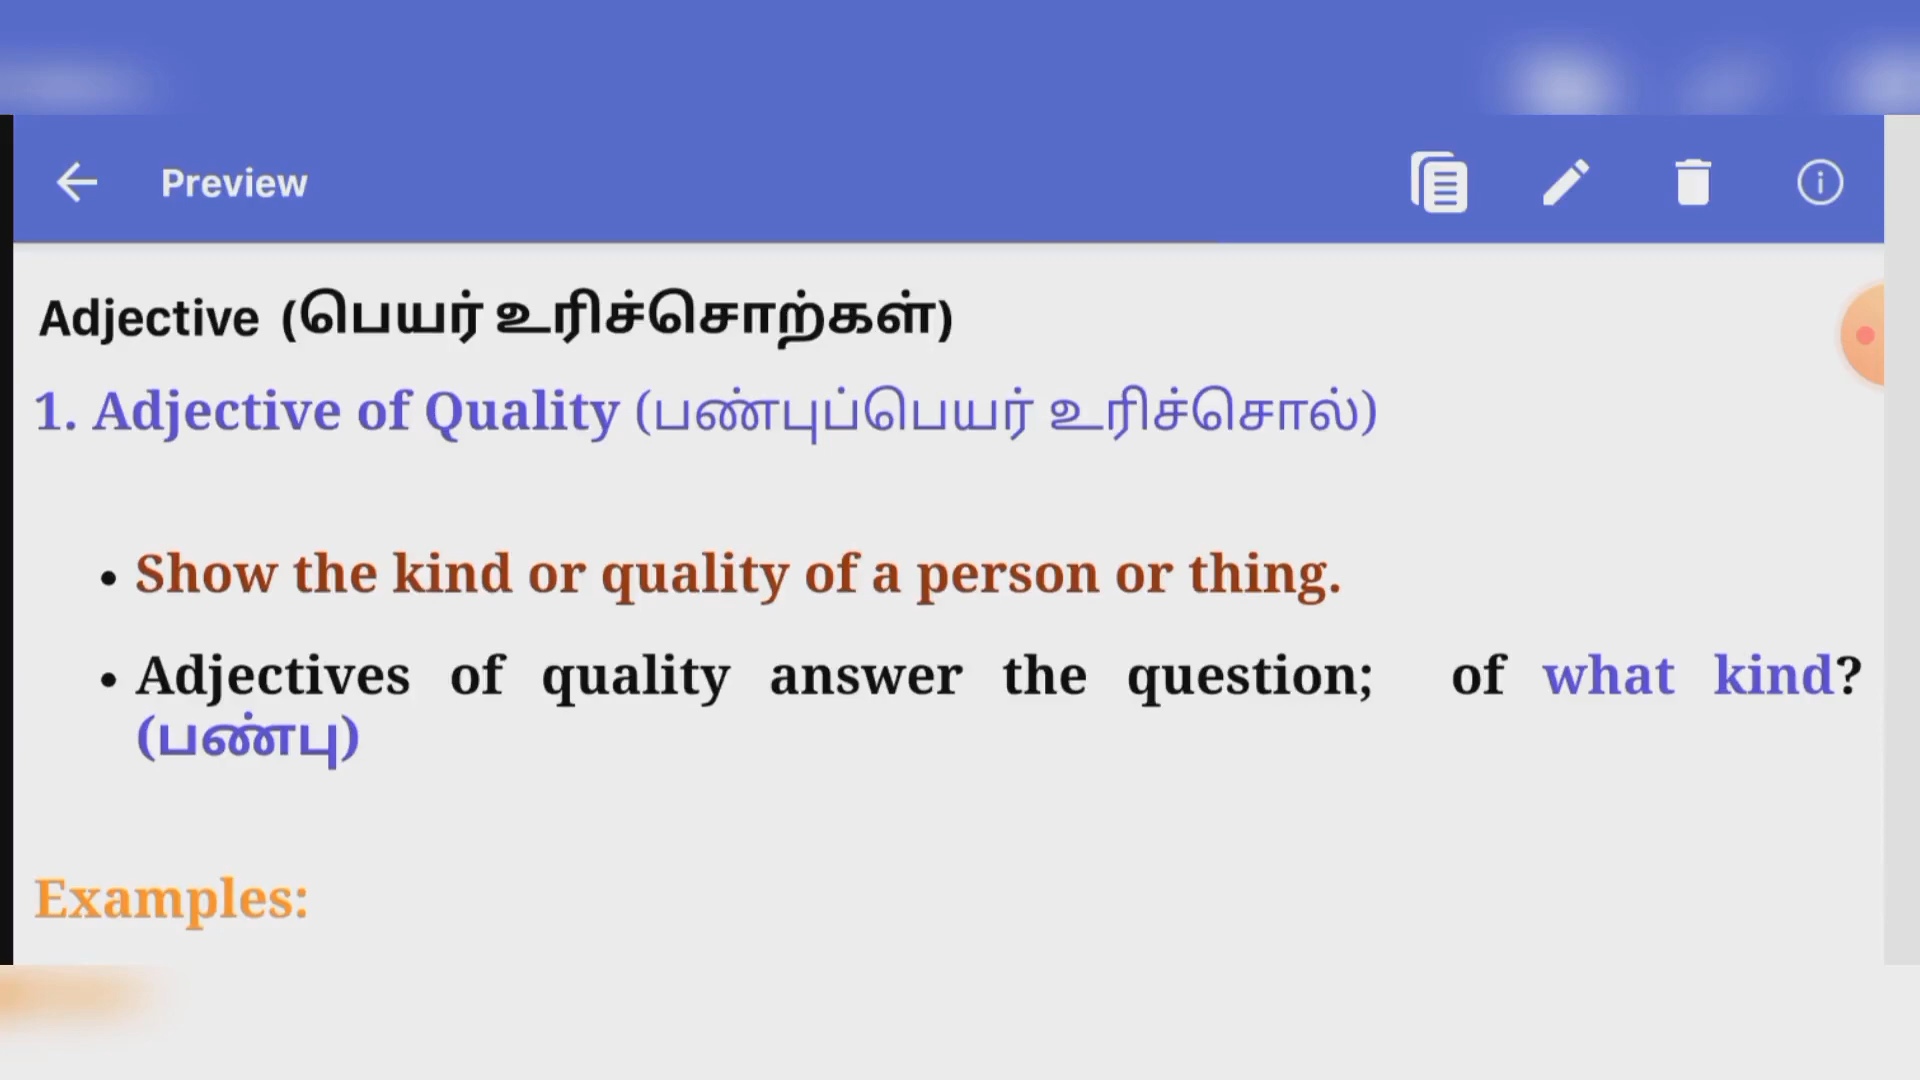 Preview
Adjective (பெயர் உரிச்சொற்கள்)
1. Adjective of Quality (பண்புப்பெயர் உரிச்சொல்)
• Show the kind or quality of a person or thing.
• Adjectives of quality answer the question; of what kind?
(பண்பு)
Examples: